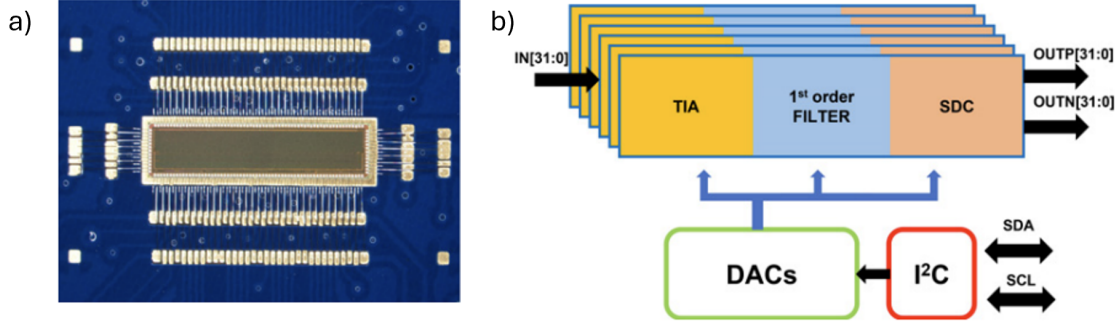 a)
b)
IN[31:0]
TIA
1st order
FILTER
SDC
OUTP[31:0]
OUTN[31:0]
DACs
I²C
SDA
SCL